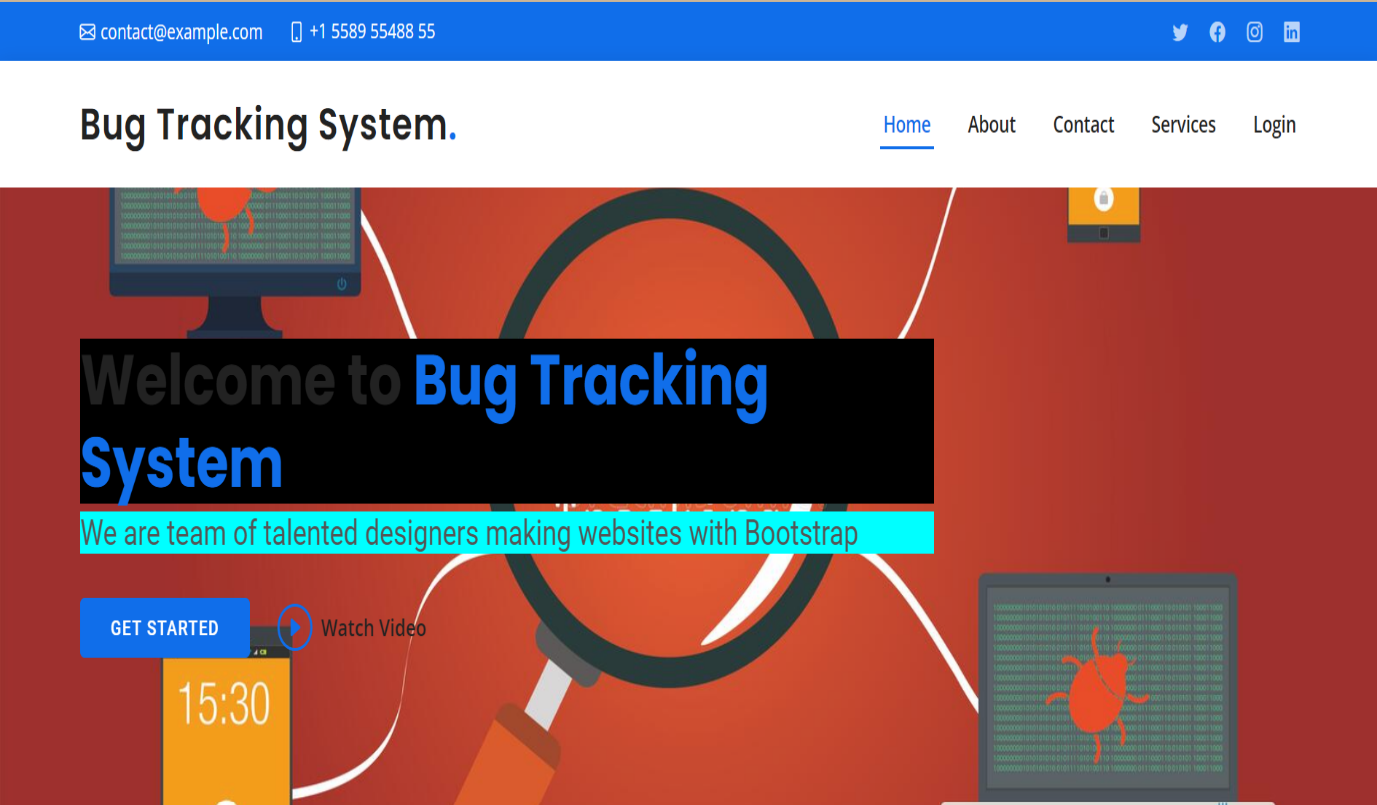 contact@example.com +1 5589 55488 55
Bug Tracking System.
Home About Contact Services Login
Welcome to Bug Tracking
System
We are team of talented designers making websites with Bootstrap
GET STARTED Watch Video
15:30